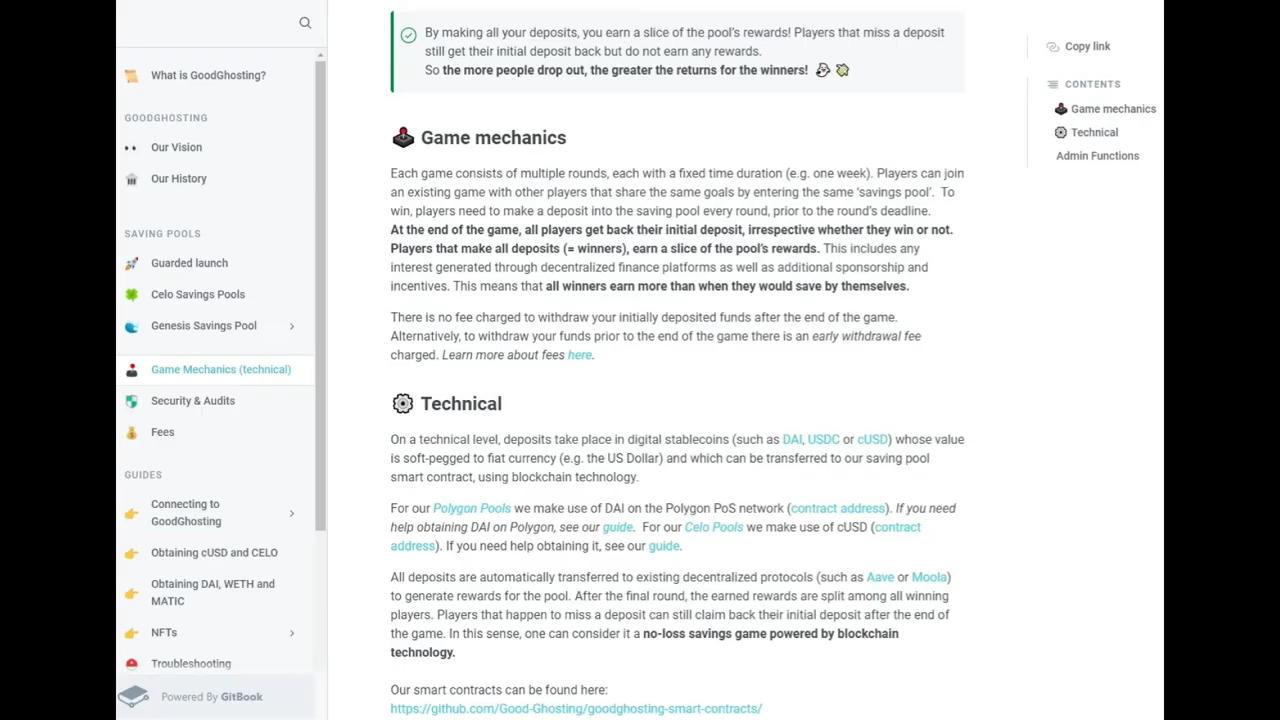 What is GoodGhosting?
GOODGHOSTING
Our Vision
Our History
SAVING POOLS
Guarded launch
Celo Savings Pools
Genesis Savings Pool
Game Mechanics (technical)
Security & Audits
Fees
GUIDES
Connecting to
GoodGhosting
Obtaining cUSD and CELO
Obtaining DAI, WETH and
MATIC
NFTs
Troubleshooting
Powered By GitBook
By making all your deposits, you earn a slice of the pool's rewards! Players that miss a deposit
still get their initial deposit back but do not earn any rewards.
So the more people drop out, the greater the returns for the winners!
Game mechanics
Each game consists of multiple rounds, each with a fixed time duration (e.g. one week). Players can join
an existing game with other players that share the same goals by entering the same ‘savings pool’. To
win, players need to make a deposit into the saving pool every round, prior to the round's deadline.
At the end of the game, all players get back their initial deposit, irrespective whether they win or not.
Players that make all deposits (= winners), earn a slice of the pool's rewards. This includes any
interest generated through decentralized finance platforms as well as additional sponsorship and
incentives. This means that all winners earn more than when they would save by themselves.
There is no fee charged to withdraw your initially deposited funds after the end of the game.
Alternatively, to withdraw your funds prior to the end of the game there is an early withdrawal fee
charged. Learn more about fees here.
Technical
On a technical level, deposits take place in digital stablecoins (such as DAI, USDC or cUSD) whose value
is soft-pegged to fiat currency (e.g. the US Dollar) and which can be transferred to our saving pool
smart contract, using blockchain technology.
For our Polygon Pools we make use of DAI on the Polygon PoS network (contract address). If you need
help obtaining DAI on Polygon, see our guide. For our Celo Pools we make use of cUSD (contract
address). If you need help obtaining it, see our guide.
All deposits are automatically transferred to existing decentralized protocols (such as Aave or Moola)
to generate rewards for the pool. After the final round, the earned rewards are split among all winning
players. Players that happen to miss a deposit can still claim back their initial deposit after the end of
the game. In this sense, one can consider it a no-loss savings game powered by blockchain
technology.
Our smart contracts can be found here:
https://github.com/Good-Ghosting/goodghosting-smart-contracts/
Copy link
CONTENTS
Game mechanics
Technical
Admin Functions